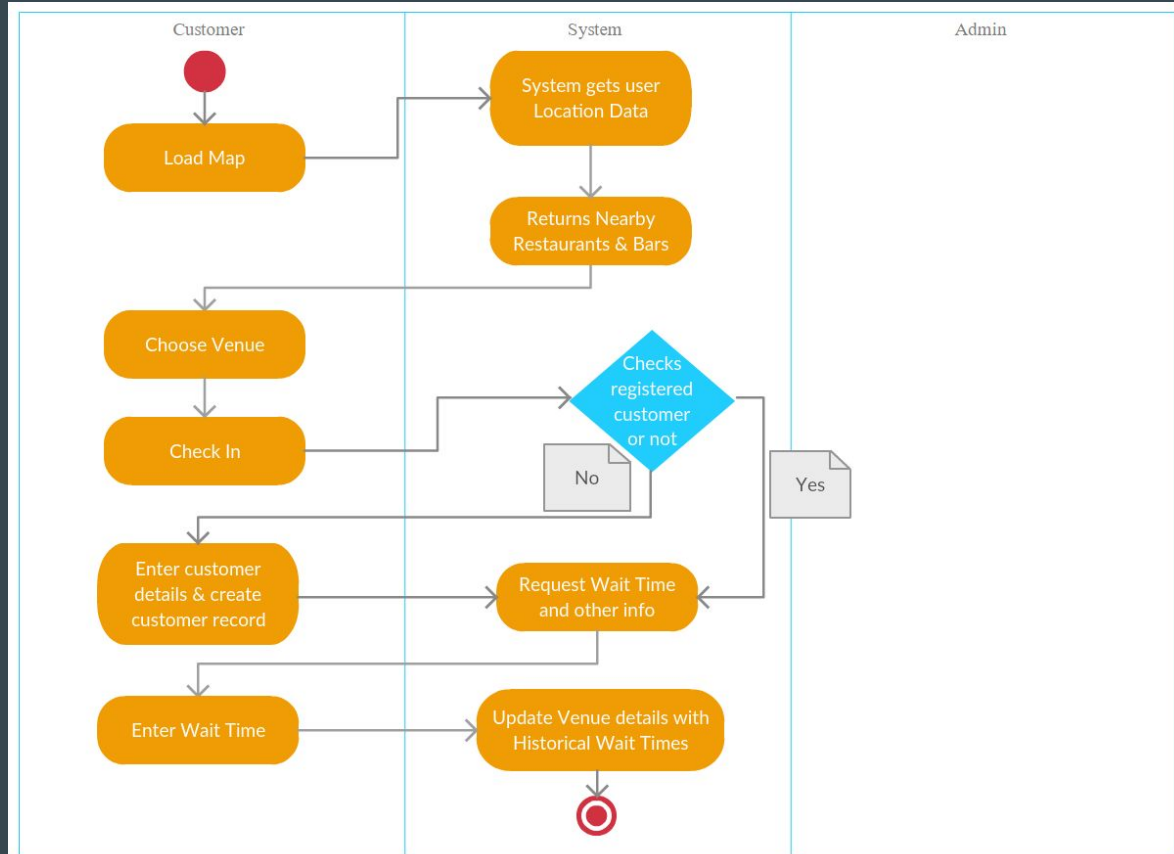 Customer
System
Admin
System gets user
Location Data
Load Map
Returns Nearby
Restaurants & Bars
Choose Venue
Checks
registered
customer
or not
Check In
No
Yes
Enter customer
details & create
customer record
Request Wait Time
and other info
Enter Wait Time
Update Venue details with
Historical Wait Times